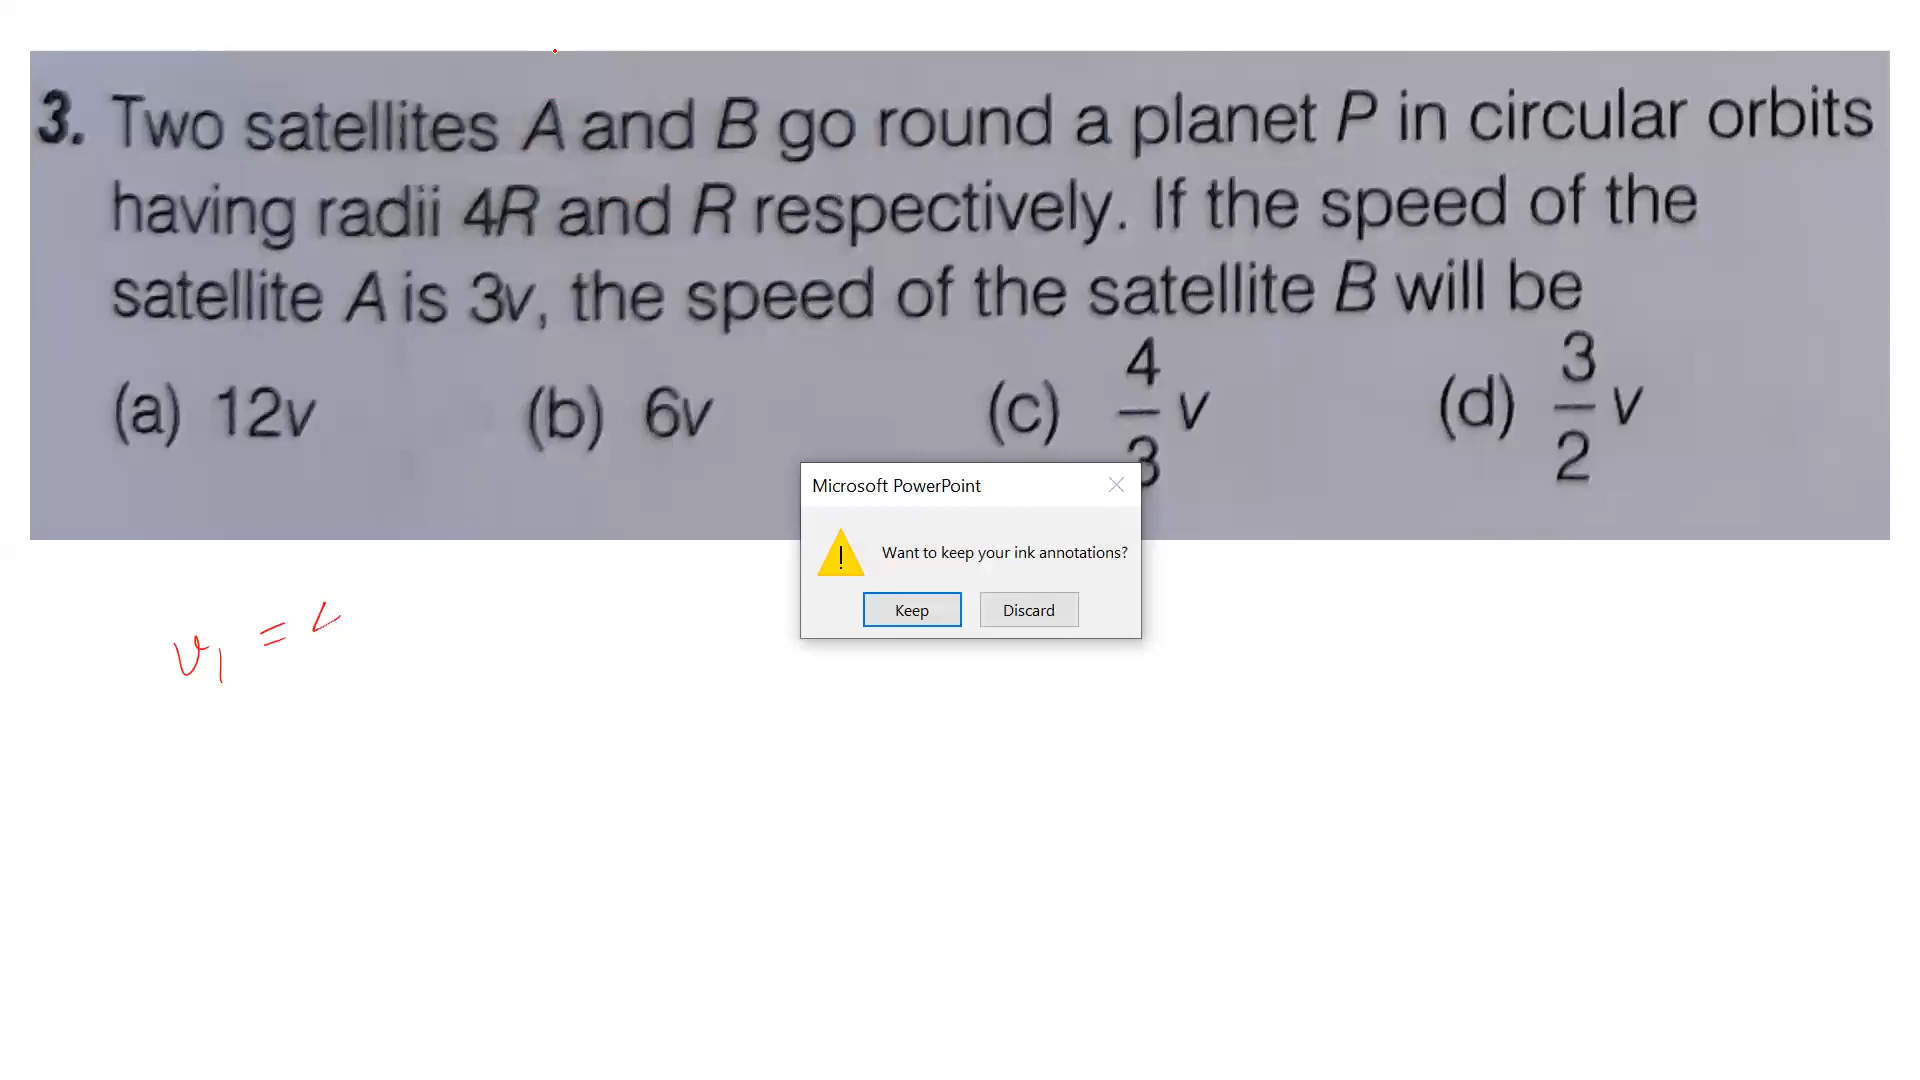 3. Two satellites A and B go round a planet P in circular orbits
having radii 4R and R respectively. If the speed of the
satellite A is 3v, the speed of the satellite B will be
(a) 12v (b) 6v (c) 4/3 v (d) 3/2 v
Microsoft PowerPoint
Want to keep your ink annotations?
Keep Discard
v₁ =